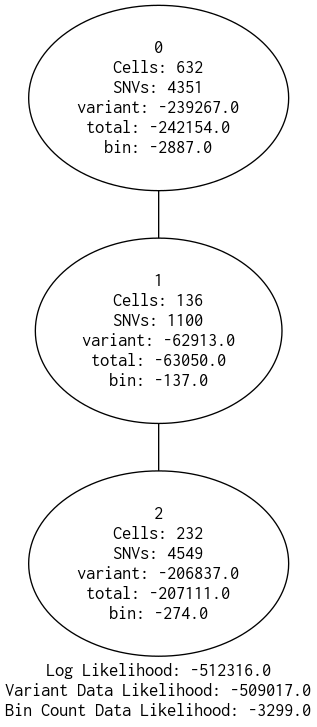 0
Cells: 632
SNVs: 4351
variant: -239267.0
total: -242154.0
bin: -2887.0
1
Cells: 136
SNVs: 1100
variant: -62913.0
total: -63050.0
bin: -137.0
2
Cells: 232
SNVs: 4549
variant: -206837.0
total: -207111.0
bin: -274.0
Log Likelihood: -512316.0
Variant Data Likelihood: -509017.0
Bin Count Data Likelihood: -3299.0